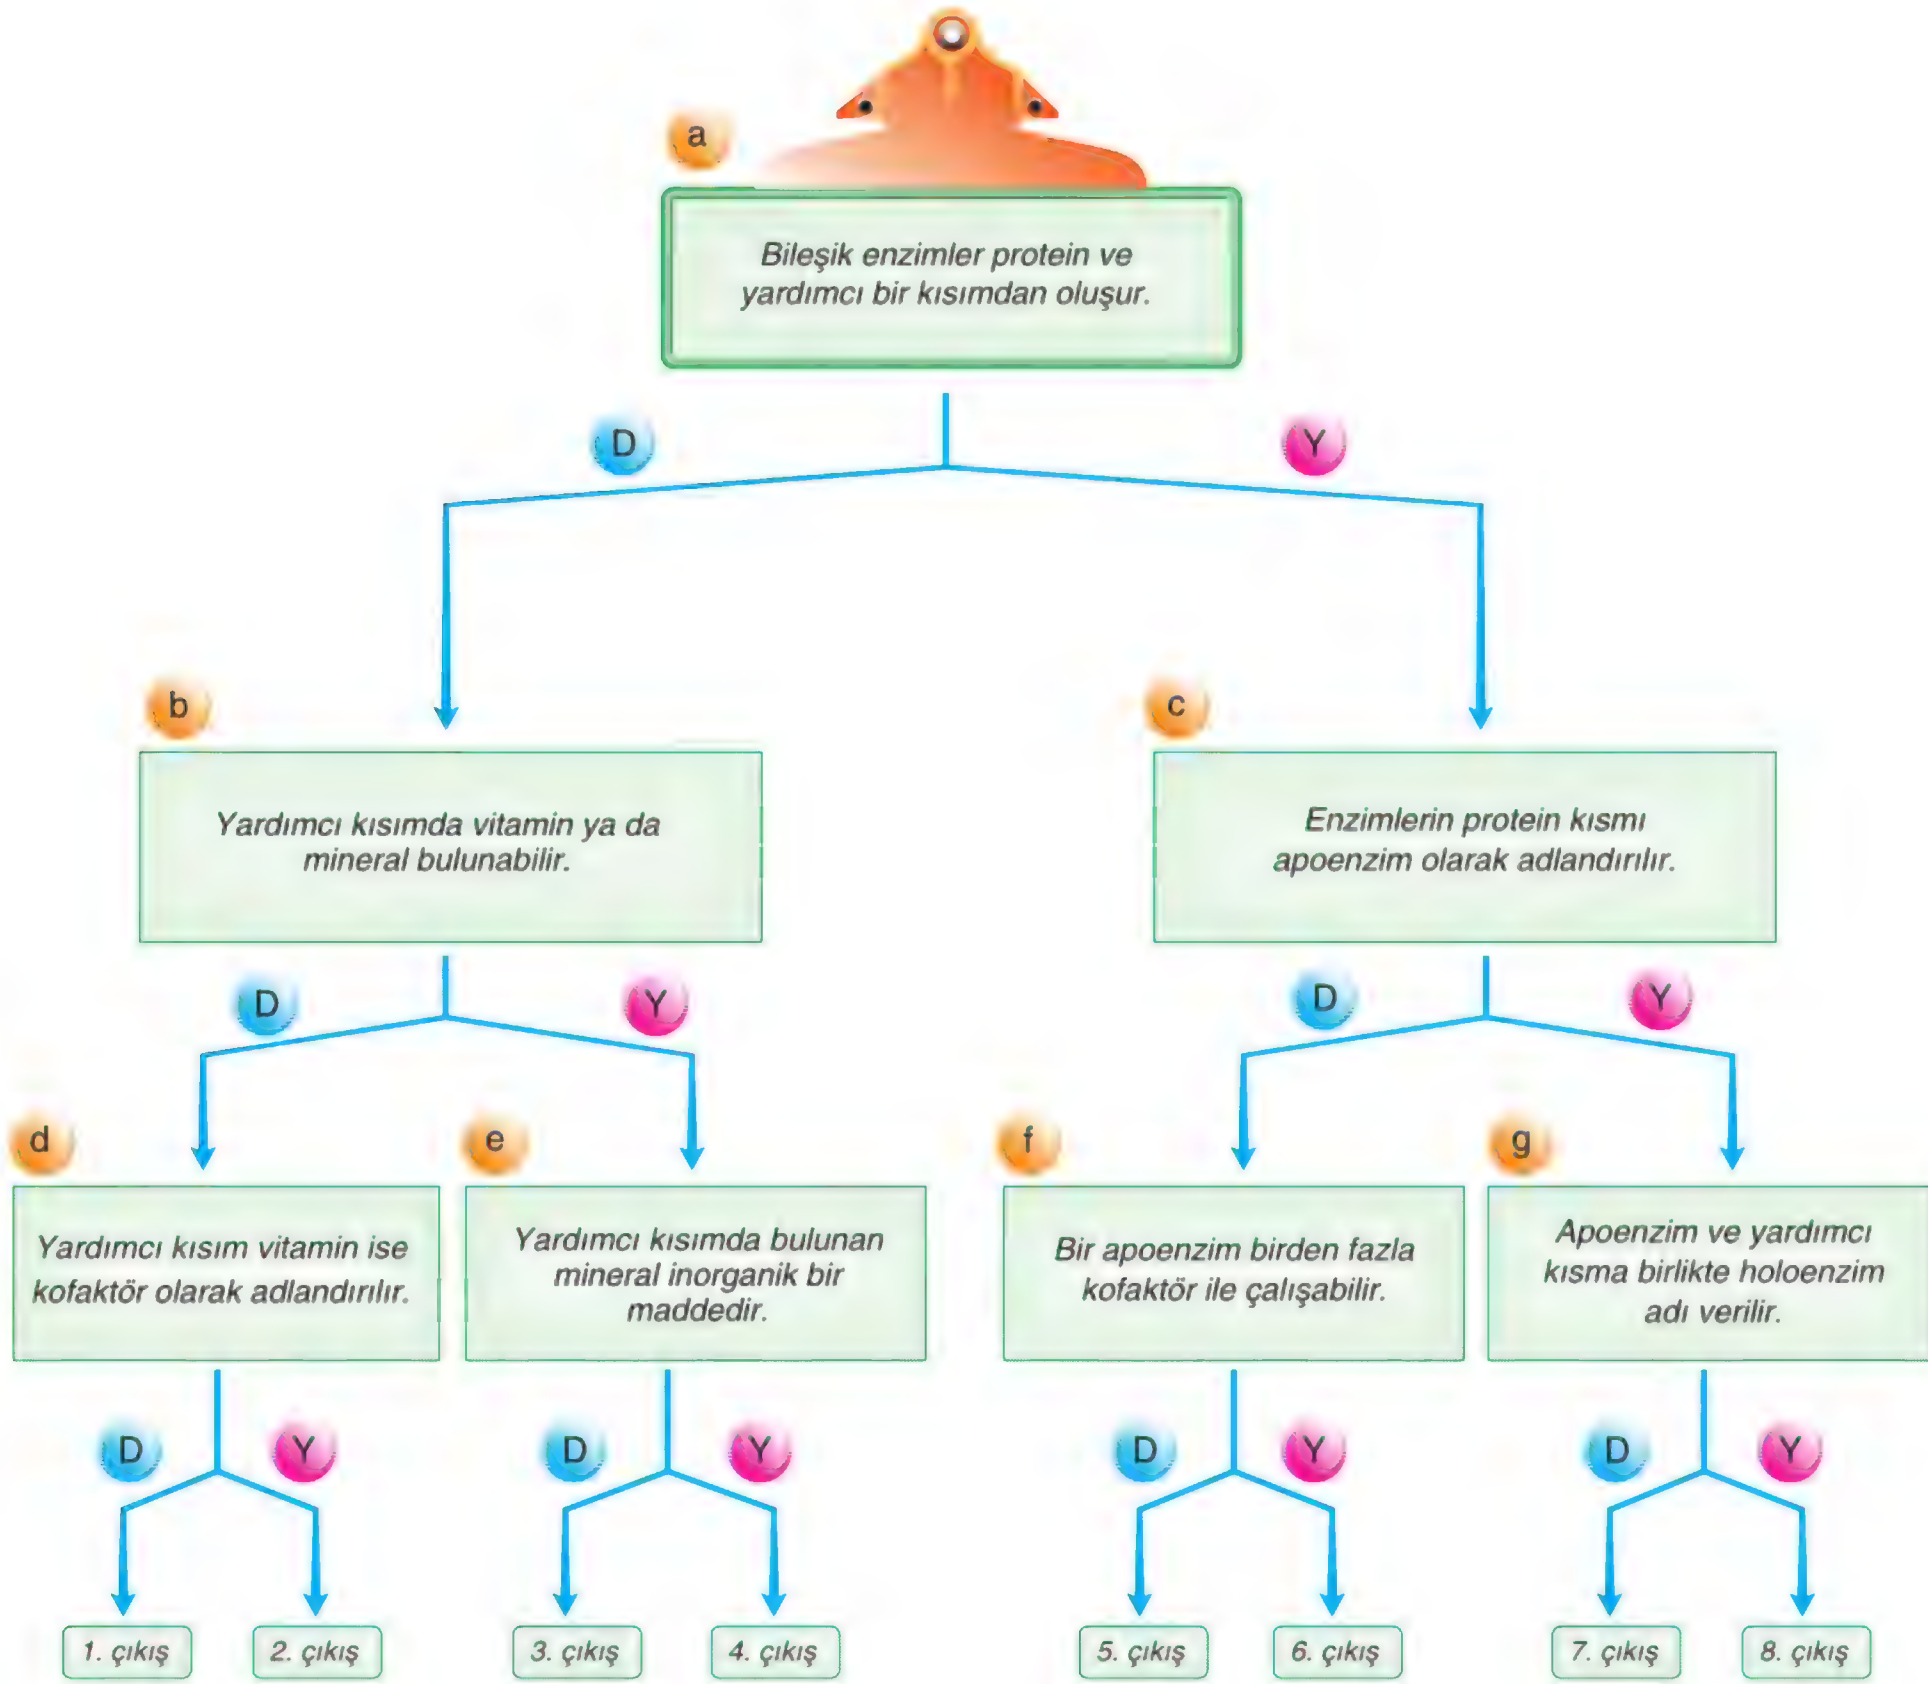 a
Bileşik enzimler protein ve
yardımcı bir kısımdan oluşur.
D
Y
b
Yardımcı kısımda vitamin ya da
mineral bulunabilir.
c
Enzimlerin protein kısmı
apoenzim olarak adlandırılır.
D
Y
D
Y
d
Yardımcı kısım vitamin ise
kofaktör olarak adlandırılır.
e
Yardımcı kısımda bulunan
mineral inorganik bir
maddedir.
f
Bir apoenzim birden fazla
kofaktör ile çalışabilir.
g
Apoenzim ve yardımcı
kısma birlikte holoenzim
adı verilir.
D
Y
D
Y
D
Y
D
Y
1. çıkış
2. çıkış
3. çıkış
4. çıkış
5. çıkış
6. çıkış
7. çıkış
8. çıkış